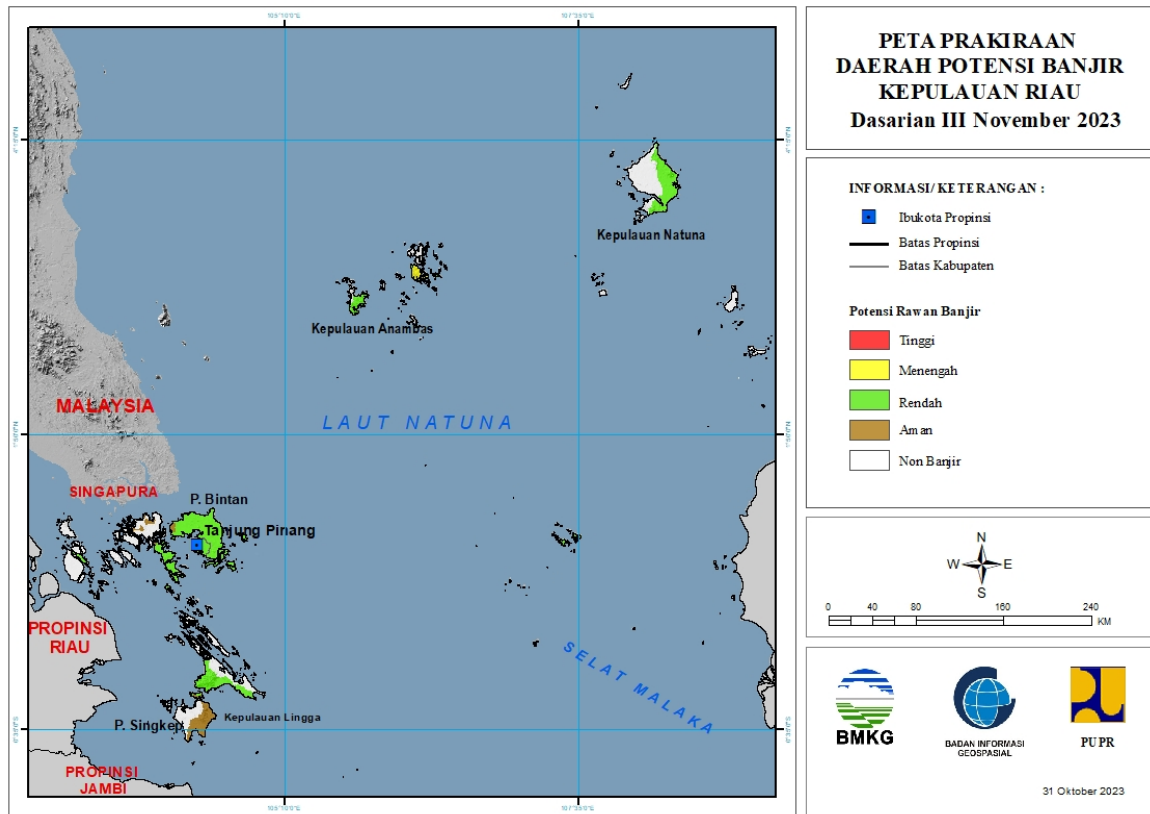 PETA PRAKIRAAN
DAERAH POTENSI BANJIR
KEPULAUAN RIAU
Dasarian III November 2023
INFORMASI/ KETERANGAN :
Ibukota Propinsi
Batas Propinsi
Batas Kabupaten
Potensi Rawan Banjir
Tinggi
Menengah
Rendah
Aman
Non Banjir
N
W E
S
0 40 80 160 240
KM
BMKG
BADAN INFORMASI
GEOSPASIAL
PUPR
31 Oktober 2023
Kepulauan Natuna
Kepulauan Anambas
MALAYSIA
LAUT NATUNA
SINGAPURA
P. Bintan
Tanjung Pinang
PROPINSI
RIAU
SELAT MALAKA
P. Singkep
Kepulauan Lingga
PROPINSI
JAMBI